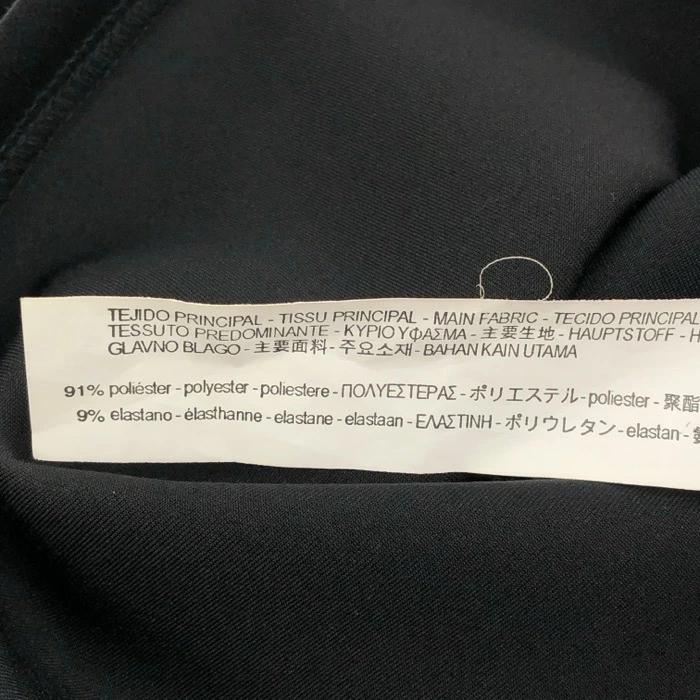 TEJIDO PRINCIPAL - TISSU PRINCIPAL - MAIN FABRIC - TECIDO PRINCIPAL
TESSUTO PREDOMINANTE - ΚΥΡΙΟ ΥΦΑΣΜΑ - 主要生地 - HAUPTSTOFF - H
GLAVNO BLAGO - 主要面料 - 주요소재 - BAHAN KAIN UTAMA
91% poliéster - polyester - poliestere - ΠΟΛΥΕΣΤΕΡΑΣ - ポリエステル - poliester - 聚酯
9% elastano - élasthanne - elastane - elastaan - ΕΛΑΣΤΙΝΗ - ポリウレタン - elastan -